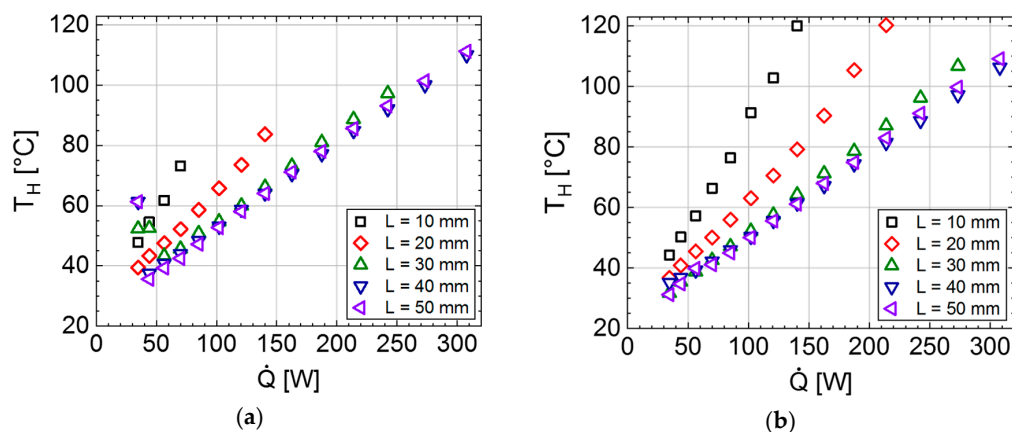 120
100
80
60
40
20
T_H [°C]
0 50 100 150 200 250 300
Q̇ [W]
L = 10 mm
L = 20 mm
L = 30 mm
L = 40 mm
L = 50 mm
(a)
120
100
80
60
40
20
T_H [°C]
0 50 100 150 200 250 300
Q̇ [W]
L = 10 mm
L = 20 mm
L = 30 mm
L = 40 mm
L = 50 mm
(b)